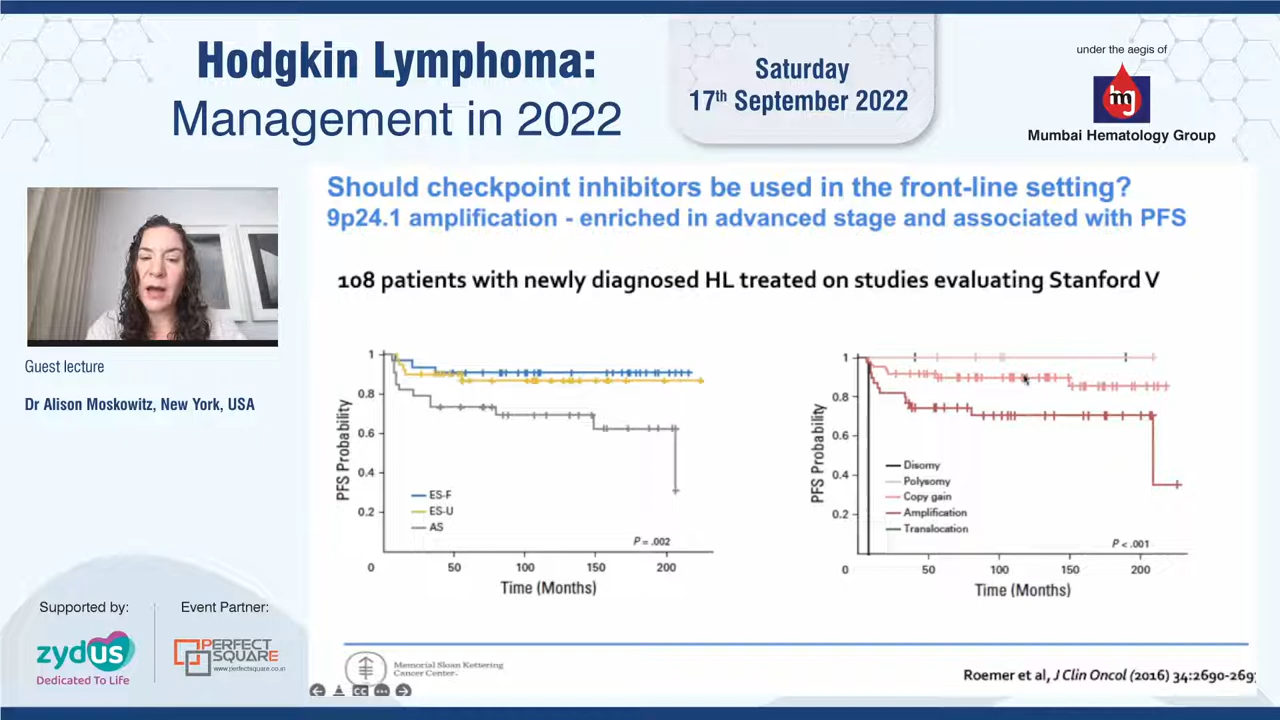 Hodgkin Lymphoma:
Management in 2022
Saturday
17th September 2022
under the aegis of
mg
Mumbai Hematology Group
Guest lecture
Dr Alison Moskowitz, New York, USA
Supported by:
zydus
Dedicated To Life
Event Partner:
PERFECT
SQUARE
www.perfectsquare.co.in
Should checkpoint inhibitors be used in the front-line setting?
9p24.1 amplification - enriched in advanced stage and associated with PFS
108 patients with newly diagnosed HL treated on studies evaluating Stanford V
PFS Probability
1
0.8
0.6
0.4
0.2
ES-F
ES-U
AS
P = .002
0 50 100 150 200
Time (Months)
PFS Probability
1
0.8
0.6
0.4
0.2
Disomy
Polysomy
Copy gain
Amplification
Translocation
P < .001
0 50 100 150 200
Time (Months)
Memorial Sloan Kettering
Cancer Center
CC
Roemer et al, J Clin Oncol (2016) 34:2690-269